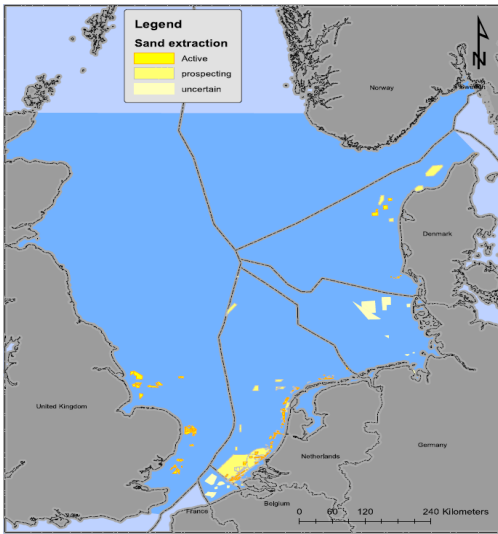 Legend
Sand extraction
Active
prospecting
uncertain
N
Norway
Sweden
Denmark
United Kingdom
Netherlands
Germany
Belgium
France
0 60 120 240 Kilometers